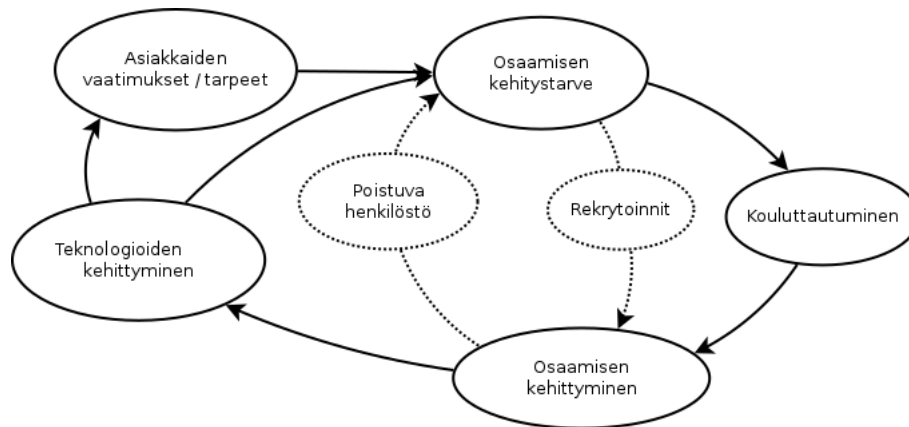 Asiakkaiden
vaatimukset / tarpeet
Osaamisen
kehitystarve
Poistuva
henkilöstö
Rekrytoinnit
Kouluttautuminen
Teknologioiden
kehittyminen
Osaamisen
kehittyminen